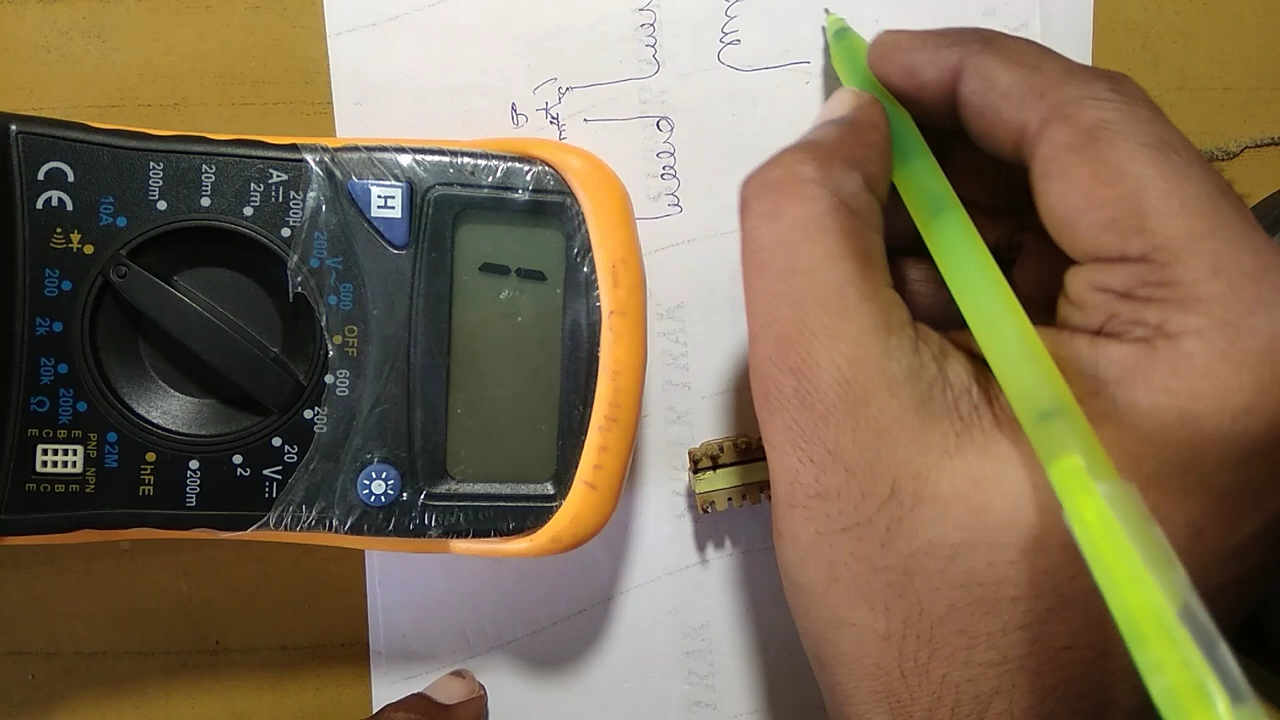 1
H
600 OFF 600
V~
200 200
200µ 20
A⎓ V⎓
2m 2
20m 200m
200m hFE
10A 2M
PNP NPN
200 2k 20k 200k
Ω
E B C E
E C B E
CE